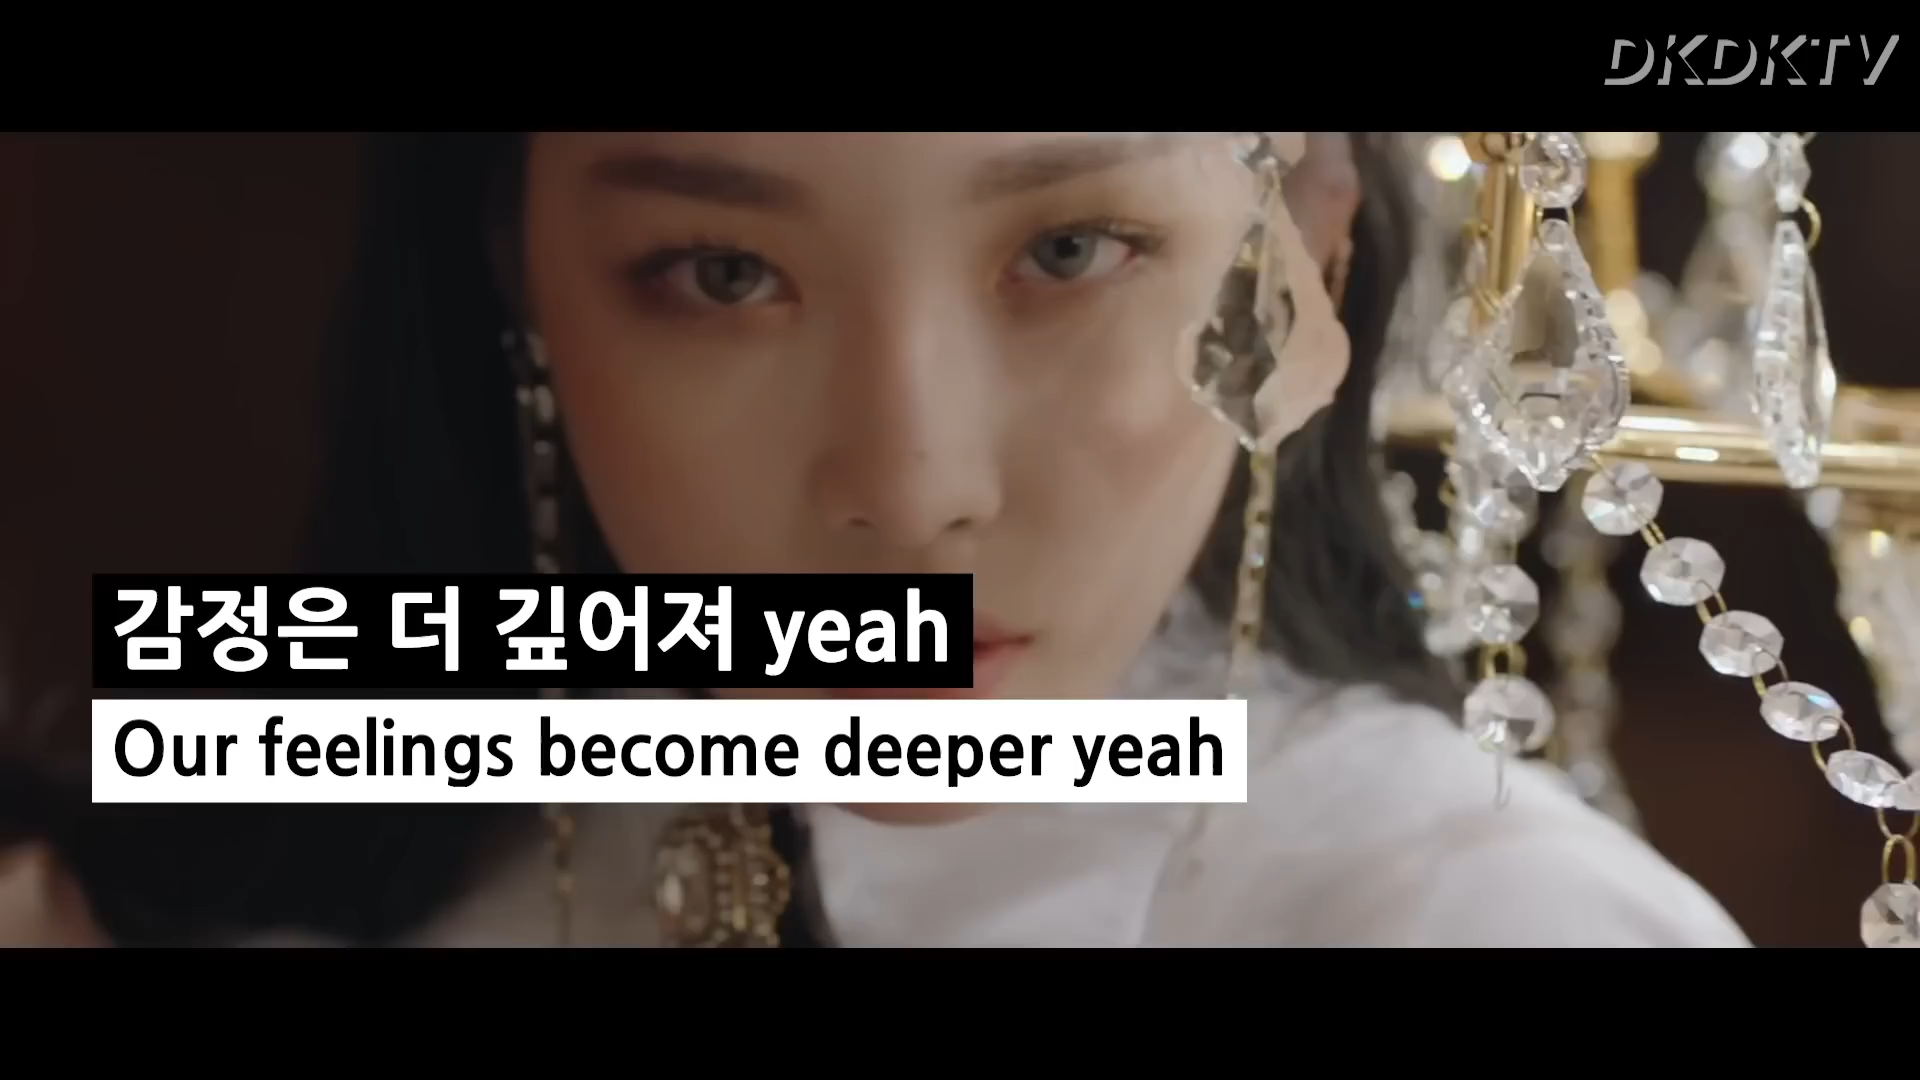 DKDKTV
감정은 더 깊어져 yeah
Our feelings become deeper yeah